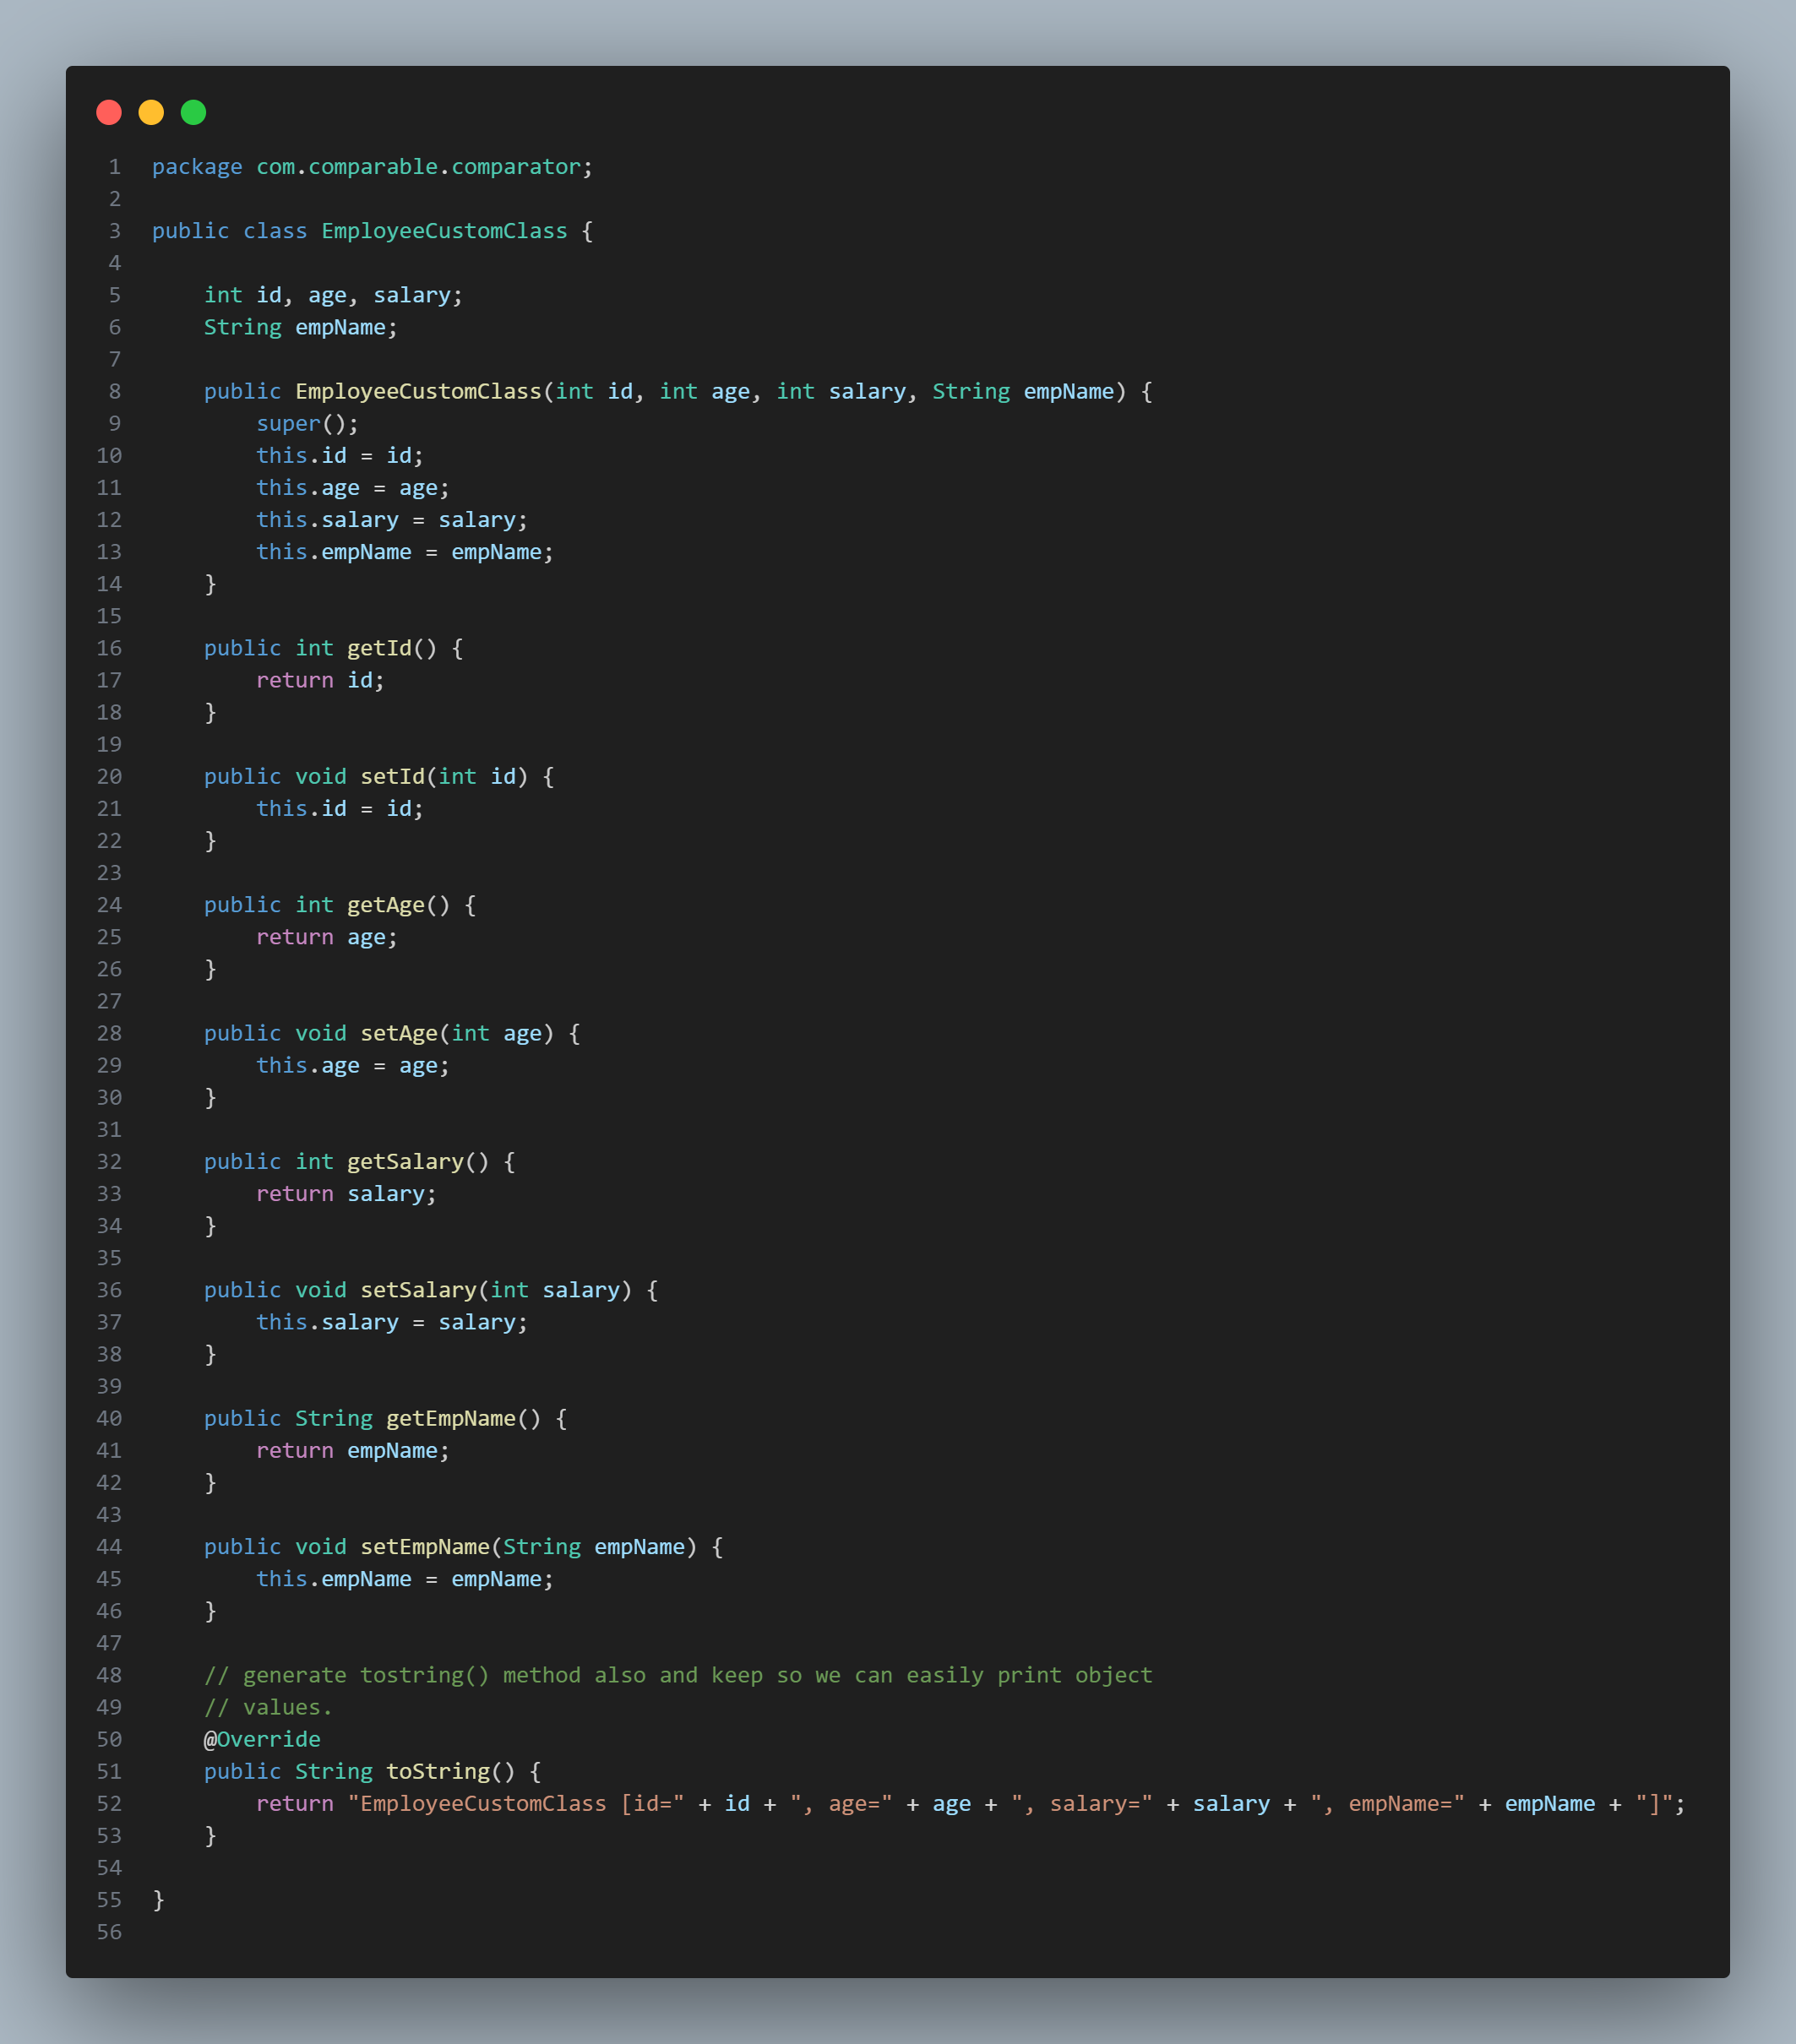 1 package com.comparable.comparator;
2
3 public class EmployeeCustomClass {
4
5     int id, age, salary;
6     String empName;
7
8     public EmployeeCustomClass(int id, int age, int salary, String empName) {
9         super();
10         this.id = id;
11         this.age = age;
12         this.salary = salary;
13         this.empName = empName;
14     }
15
16     public int getId() {
17         return id;
18     }
19
20     public void setId(int id) {
21         this.id = id;
22     }
23
24     public int getAge() {
25         return age;
26     }
27
28     public void setAge(int age) {
29         this.age = age;
30     }
31
32     public int getSalary() {
33         return salary;
34     }
35
36     public void setSalary(int salary) {
37         this.salary = salary;
38     }
39
40     public String getEmpName() {
41         return empName;
42     }
43
44     public void setEmpName(String empName) {
45         this.empName = empName;
46     }
47
48     // generate tostring() method also and keep so we can easily print object
49     // values.
50     @Override
51     public String toString() {
52         return "EmployeeCustomClass [id=" + id + ", age=" + age + ", salary=" + salary + ", empName=" + empName + "]";
53     }
54
55 }
56